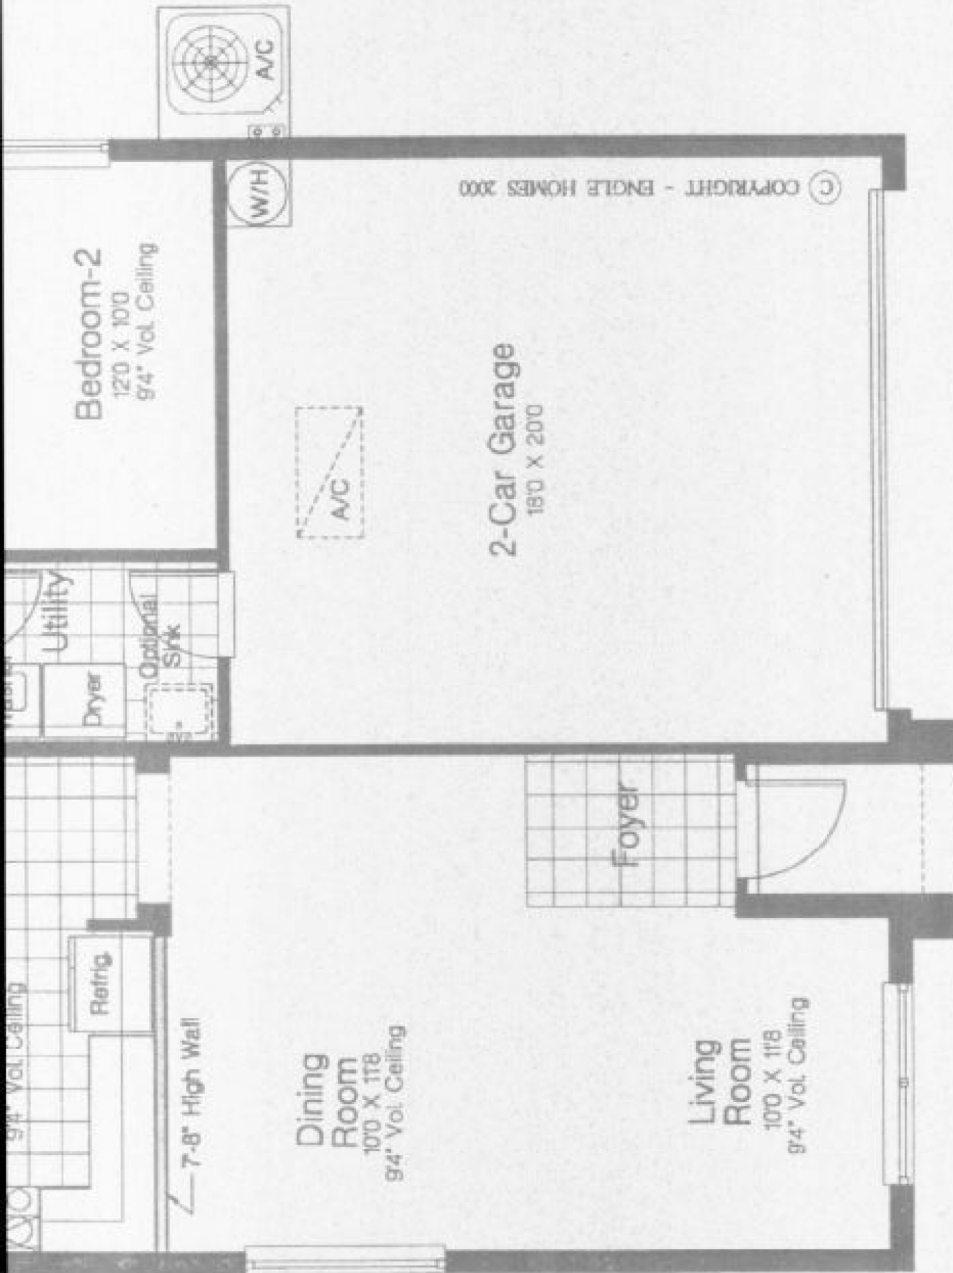 A/C
W/H
© COPYRIGHT - ENGLE HOMES 2000
Bedroom-2
12'0 X 10'0
9'4" Vol. Ceiling
2-Car Garage
18'0 X 20'0
A/C
Utility
Optional
Sink
Dryer
Foyer
Refrig.
9'4" Vol. Ceiling
7-8" High Wall
Dining
Room
10'0 X 11'8
9'4" Vol. Ceiling
Living
Room
10'0 X 11'8
9'4" Vol. Ceiling